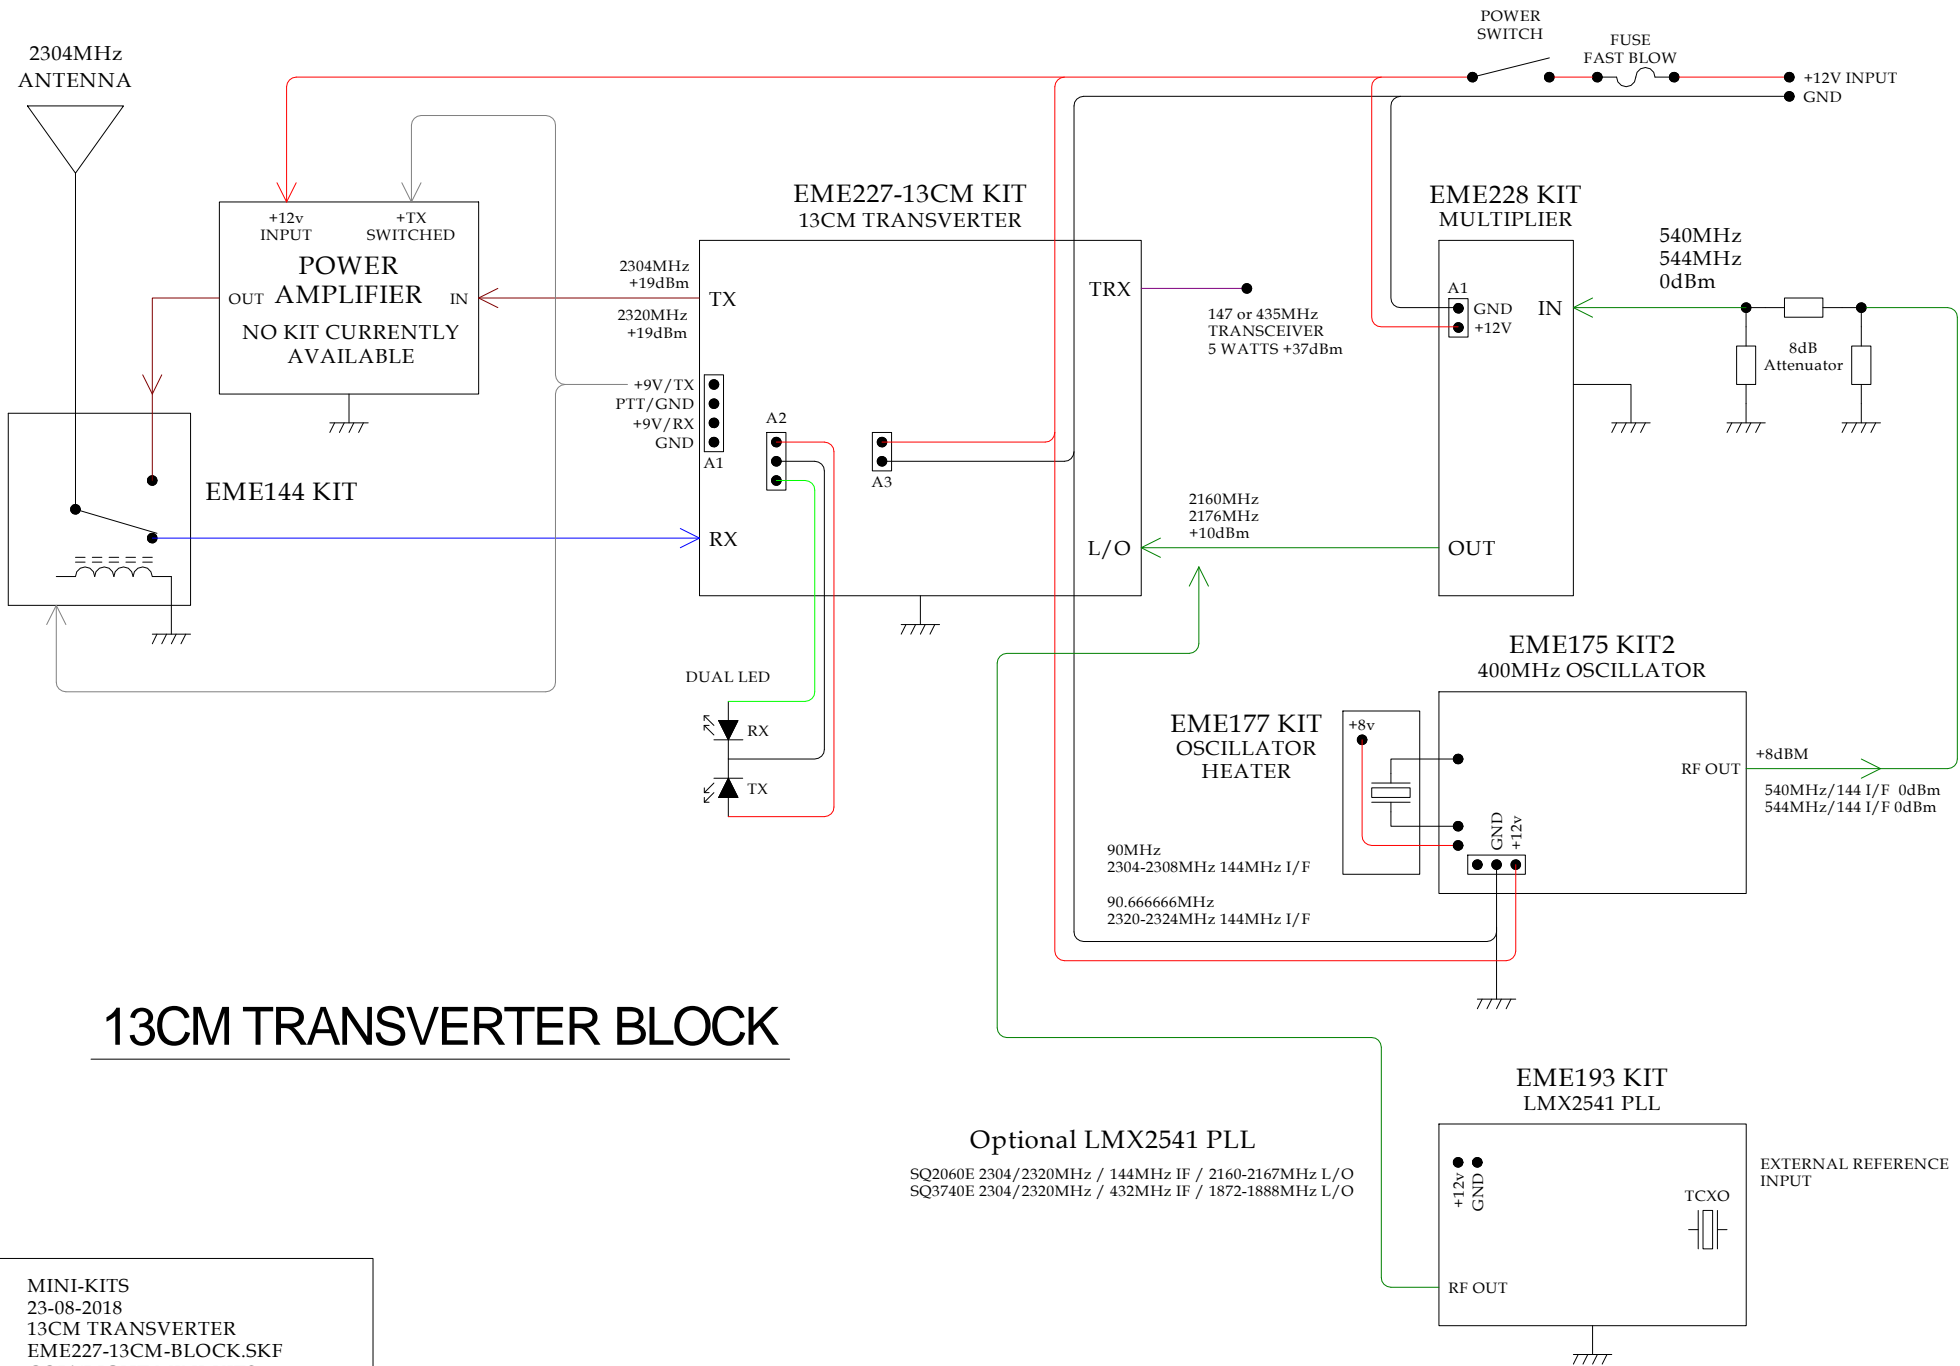 POWER
SWITCH
FUSE
FAST BLOW
+12V INPUT
GND
2304MHz
ANTENNA
+12v
INPUT
+TX
SWITCHED
POWER
AMPLIFIER
OUT
IN
NO KIT CURRENTLY
AVAILABLE
EME144 KIT
EME227-13CM KIT
13CM TRANSVERTER
2304MHz
+19dBm
2320MHz
+19dBm
TX
TRX
147 or 435MHz
TRANSCEIVER
5 WATTS +37dBm
+9V/TX
PTT/GND
+9V/RX
GND
A1
A2
A3
RX
L/O
2160MHz
2176MHz
+10dBm
EME228 KIT
MULTIPLIER
A1
GND
+12V
IN
OUT
540MHz
544MHz
0dBm
8dB
Attenuator
DUAL LED
RX
TX
EME175 KIT2
400MHz OSCILLATOR
EME177 KIT
OSCILLATOR
HEATER
+8v
GND
+12v
RF OUT
+8dBM
540MHz/144 I/F 0dBm
544MHz/144 I/F 0dBm
90MHz
2304-2308MHz 144MHz I/F
90.666666MHz
2320-2324MHz 144MHz I/F
13CM TRANSVERTER BLOCK
Optional LMX2541 PLL
SQ2060E 2304/2320MHz / 144MHz IF / 2160-2167MHz L/O
SQ3740E 2304/2320MHz / 432MHz IF / 1872-1888MHz L/O
EME193 KIT
LMX2541 PLL
+12v
GND
TCXO
RF OUT
EXTERNAL REFERENCE
INPUT
MINI-KITS
23-08-2018
13CM TRANSVERTER
EME227-13CM-BLOCK.SKF